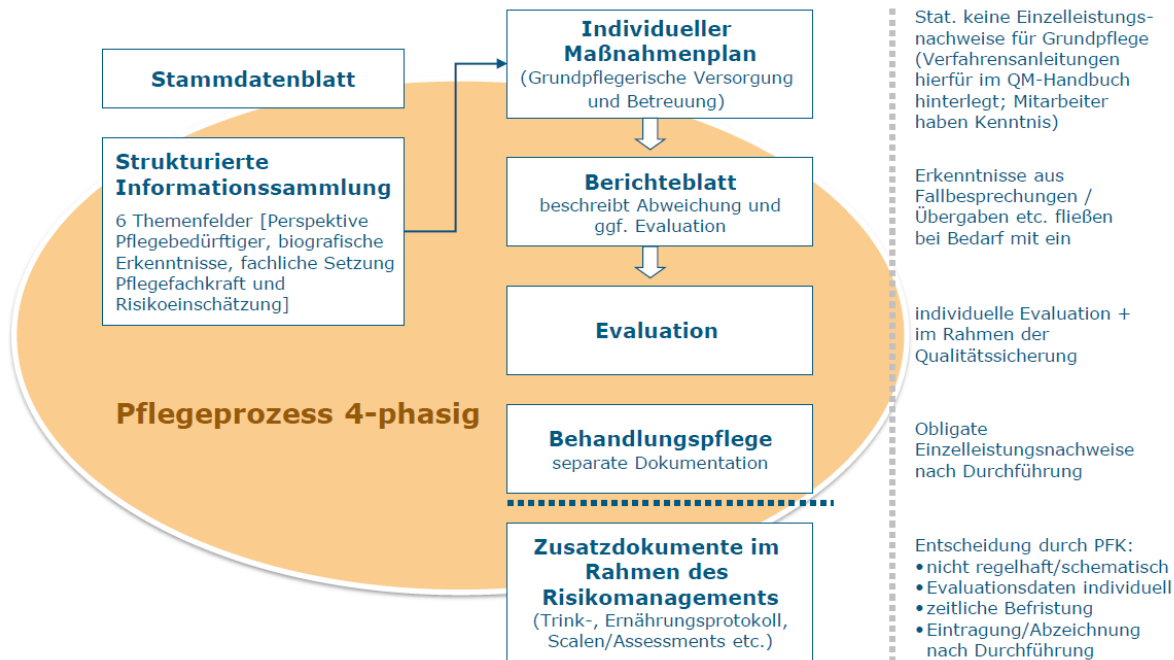 Stammdatenblatt
Strukturierte
Informationssammlung
6 Themenfelder [Perspektive
Pflegebedürftiger, biografische
Erkenntnisse, fachliche Setzung
Pflegefachkraft und
Risikoeinschätzung]
Pflegeprozess 4-phasig
Individueller
Maßnahmenplan
(Grundpflegerische Versorgung
und Betreuung)
Berichteblatt
beschreibt Abweichung und
ggf. Evaluation
Evaluation
Behandlungspflege
separate Dokumentation
Zusatzdokumente im
Rahmen des
Risikomanagements
(Trink-, Ernährungsprotokoll,
Scalen/Assessments etc.)
Stat. keine Einzelleistungs-
nachweise für Grundpflege
(Verfahrensanleitungen
hierfür im QM-Handbuch
hinterlegt; Mitarbeiter
haben Kenntnis)
Erkenntnisse aus
Fallbesprechungen /
Übergaben etc. fließen
bei Bedarf mit ein
individuelle Evaluation +
im Rahmen der
Qualitätssicherung
Obligate
Einzelleistungsnachweise
nach Durchführung
Entscheidung durch PFK:
• nicht regelhaft/schematisch
• Evaluationsdaten individuell
• zeitliche Befristung
• Eintragung/Abzeichnung
nach Durchführung